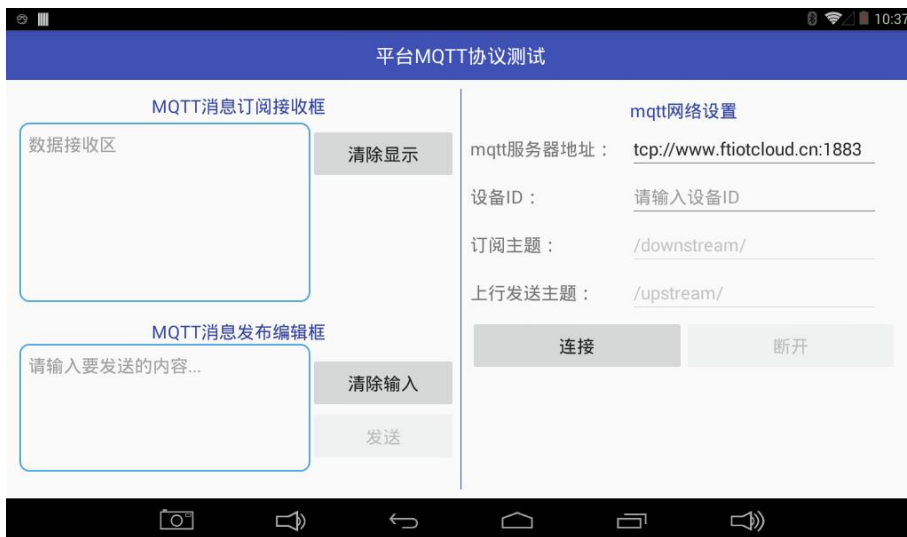 10:37
平台MQTT协议测试
MQTT消息订阅接收框
数据接收区
清除显示
MQTT消息发布编辑框
请输入要发送的内容...
清除输入
发送
mqtt网络设置
mqtt服务器地址： tcp://www.ftiotcloud.cn:1883
设备ID： 请输入设备ID
订阅主题： /downstream/
上行发送主题： /upstream/
连接 断开